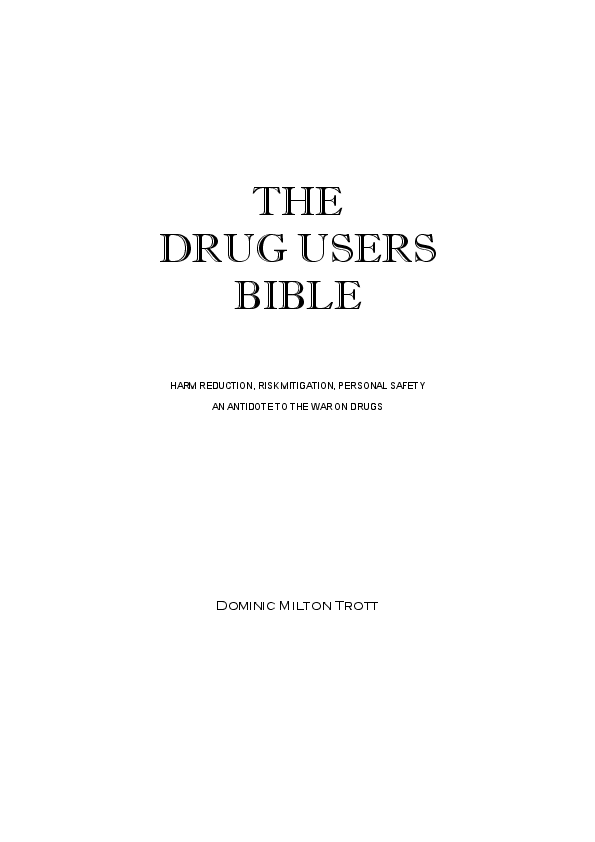 THE
DRUG USERS
BIBLE
HARM REDUCTION, RISK MITIGATION, PERSONAL SAFETY
AN ANTIDOTE TO THE WAR ON DRUGS
DOMINIC MILTON TROTT